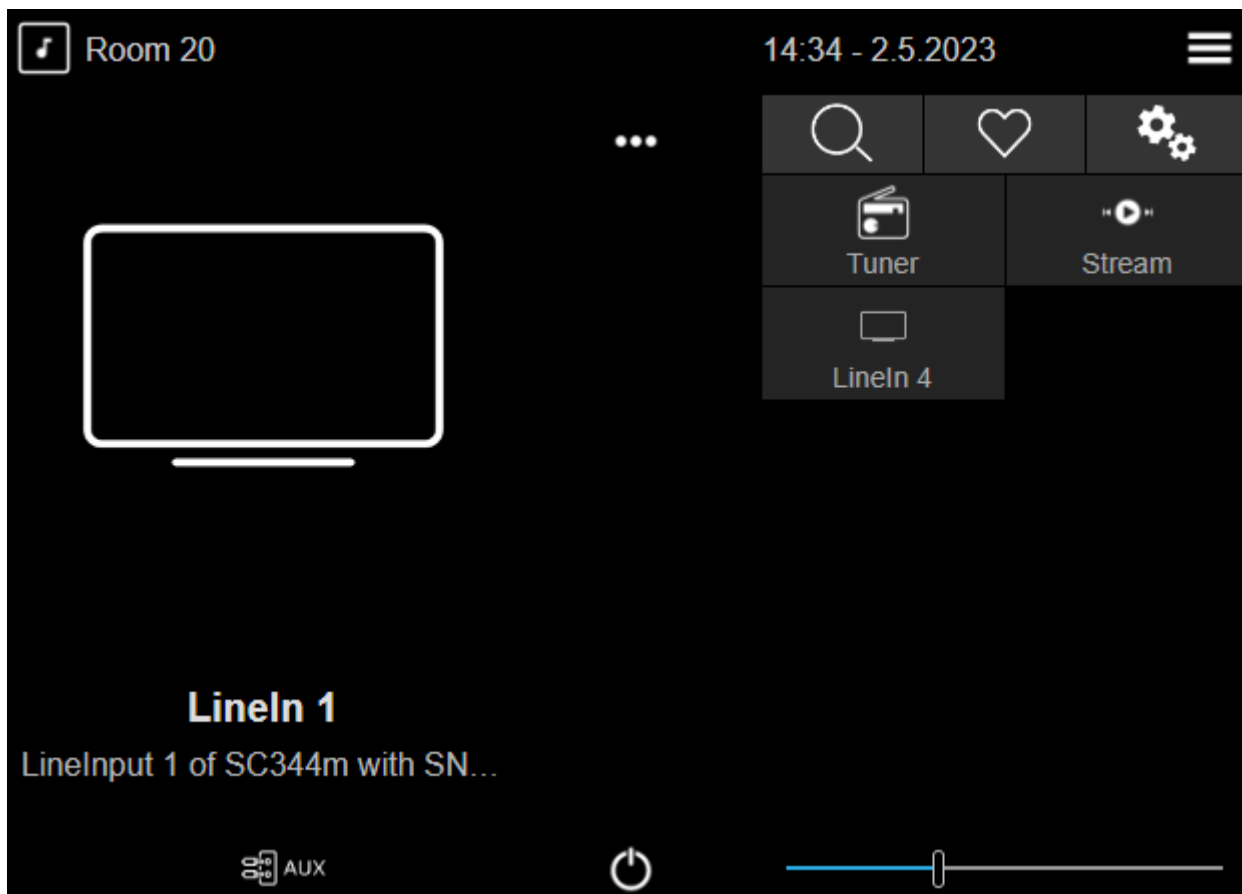 Room 20
14:34 - 2.5.2023
Tuner
Stream
LineIn 4
LineIn 1
LineInput 1 of SC344m with SN...
AUX